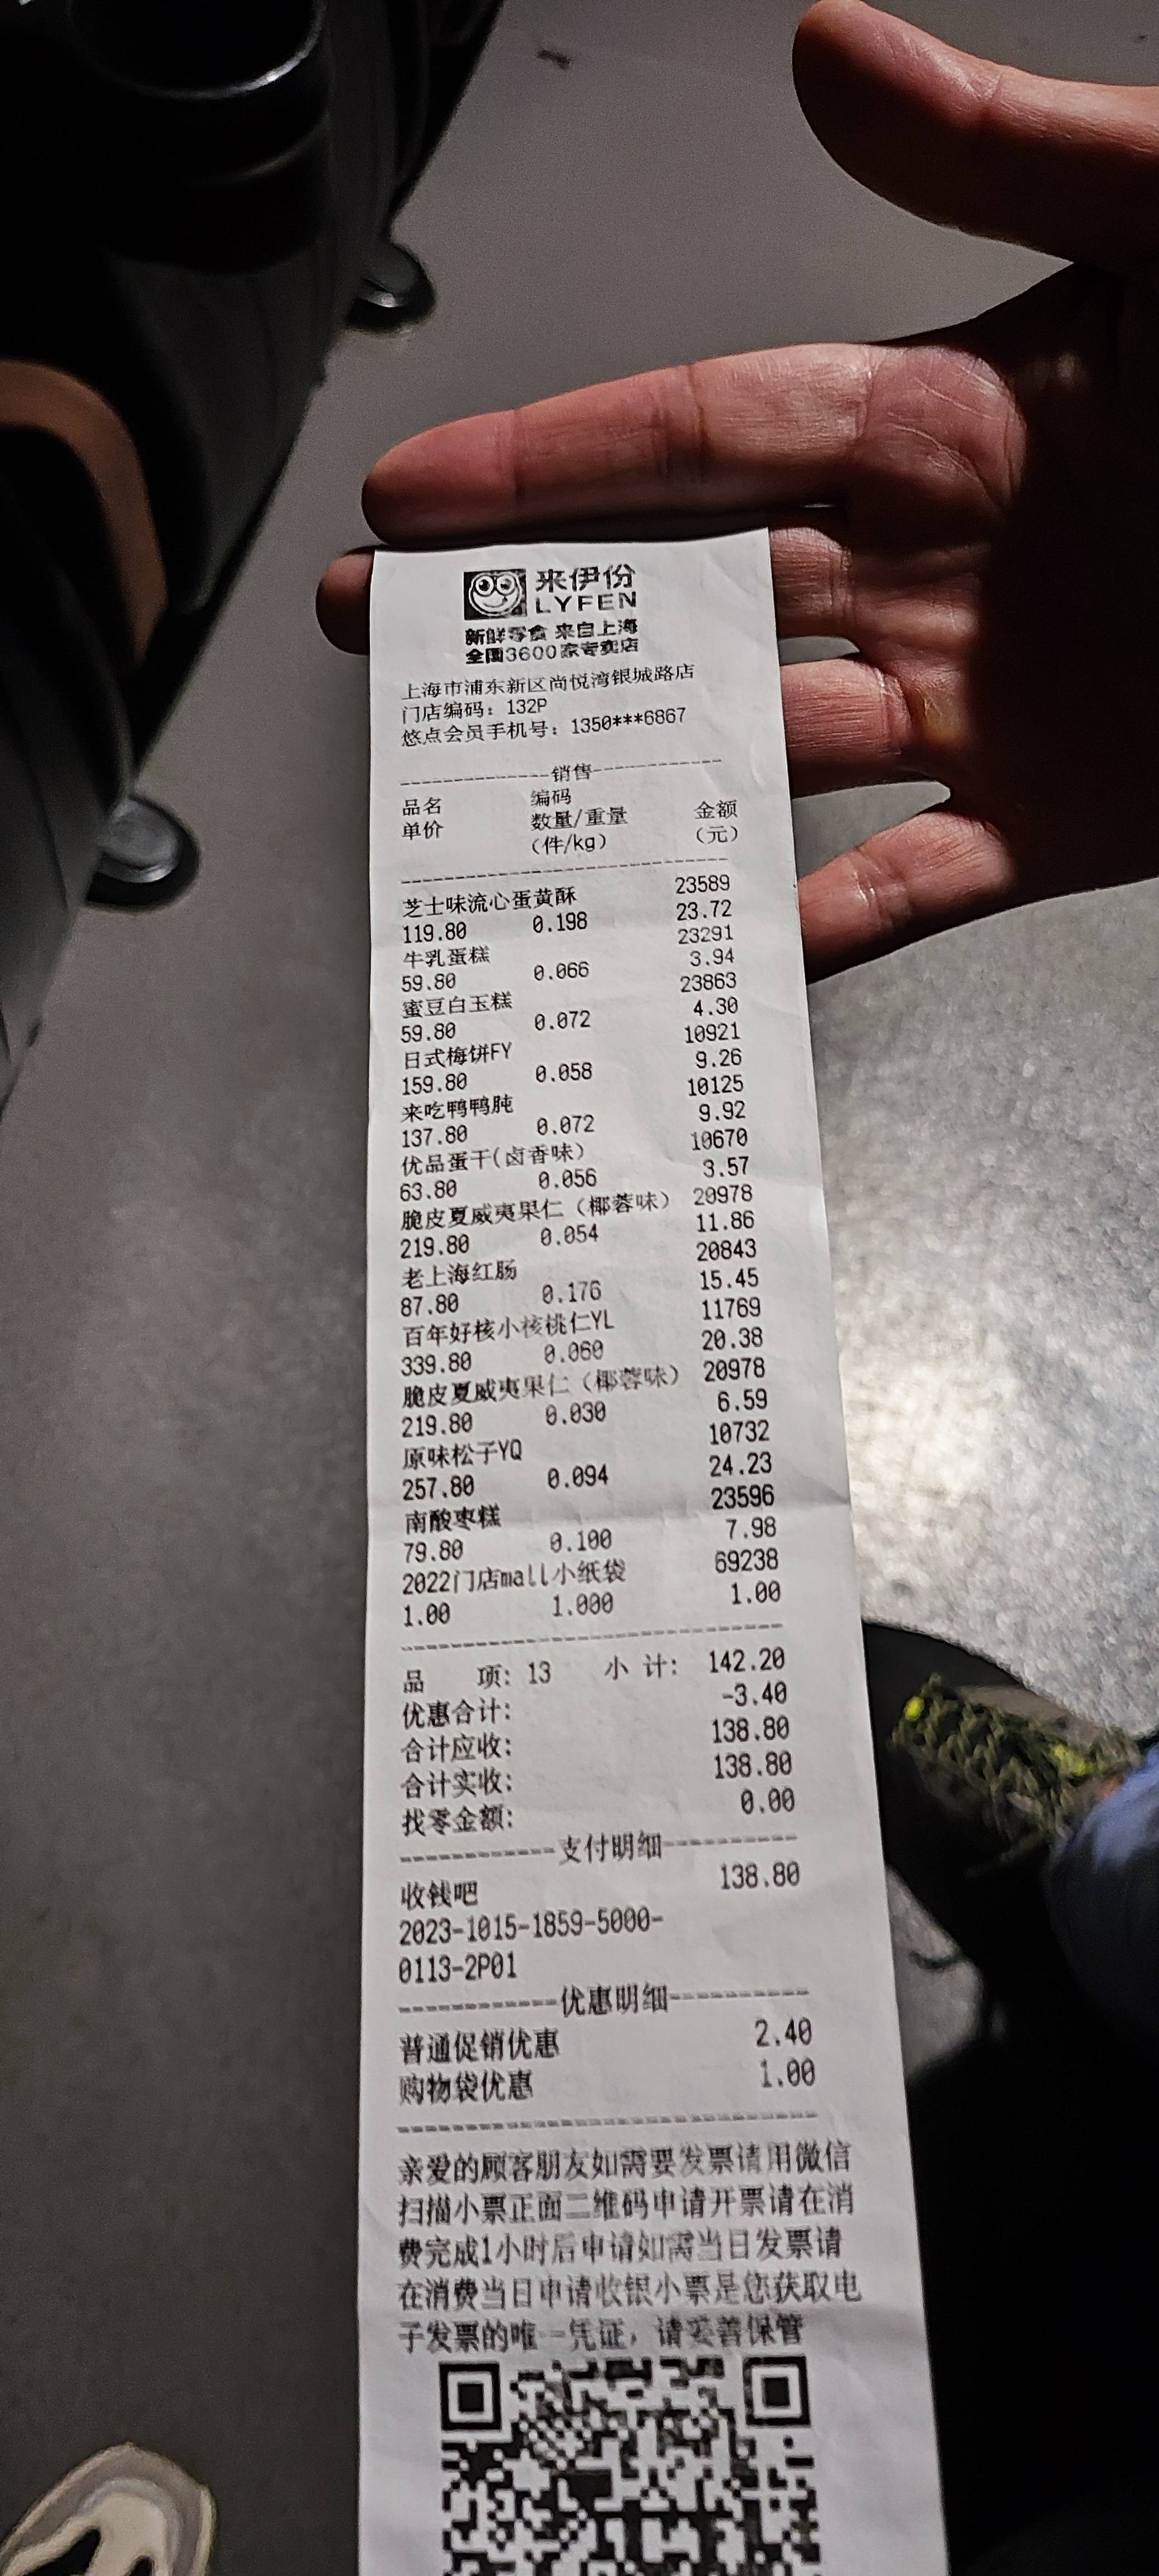 来伊份
LYFEN
新鲜零食 来自上海
全国3600家专卖店
上海市浦东新区尚悦湾银城路店
门店编码：132P
悠点会员手机号：1350***6867
--------------销售------------
品名 编码
单价 数量/重量 金额
（件/kg） （元）
芝士味流心蛋黄酥 23589
119.80 0.198 23.72
牛乳蛋糕 23291
59.80 0.066 3.94
蜜豆白玉糕 23863
59.80 0.072 4.30
日式梅饼FY 10921
159.80 0.058 9.26
来吃鸭鸭肫 10125
137.80 0.072 9.92
优品蛋干(卤香味） 10670
63.80 0.056 3.57
脆皮夏威夷果仁（椰蓉味） 20978
219.80 0.054 11.86
老上海红肠 20843
87.80 0.176 15.45
百年好核小核桃仁YL 11769
339.80 0.060 20.38
脆皮夏威夷果仁（椰蓉味） 20978
219.80 0.030 6.59
原味松子YQ 10732
257.80 0.094 24.23
南酸枣糕 23596
79.80 0.100 7.98
2022门店mall小纸袋 69238
1.00 1.000 1.00
品 项: 13 小 计: 142.20
优惠合计: -3.40
合计应收: 138.80
合计实收: 138.80
找零金额: 0.00
------------支付明细----------
收钱吧 138.80
2023-1015-1859-5000-
0113-2P01
------------优惠明细----------
普通促销优惠 2.40
购物袋优惠 1.00
亲爱的顾客朋友如需要发票请用微信
扫描小票正面二维码申请开票请在消
费完成1小时后申请如需当日发票请
在消费当日申请收银小票是您获取电
子发票的唯一凭证，请妥善保管